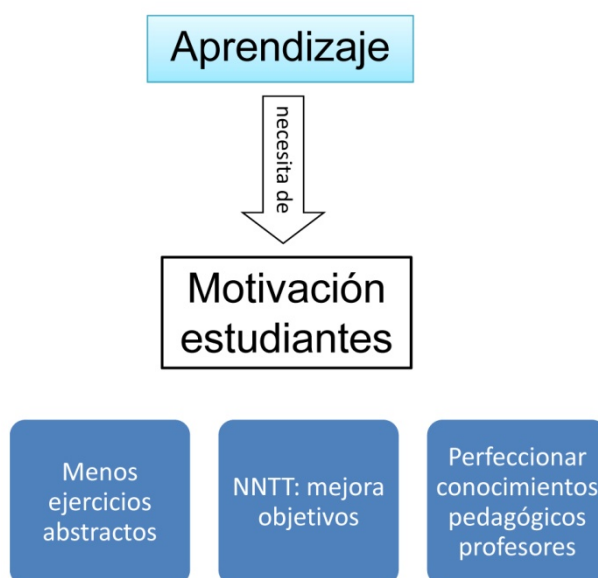 Aprendizaje
necesita de
Motivación
estudiantes
Menos
ejercicios
abstractos
NNTT: mejora
objetivos
Perfeccionar
conocimientos
pedagógicos
profesores